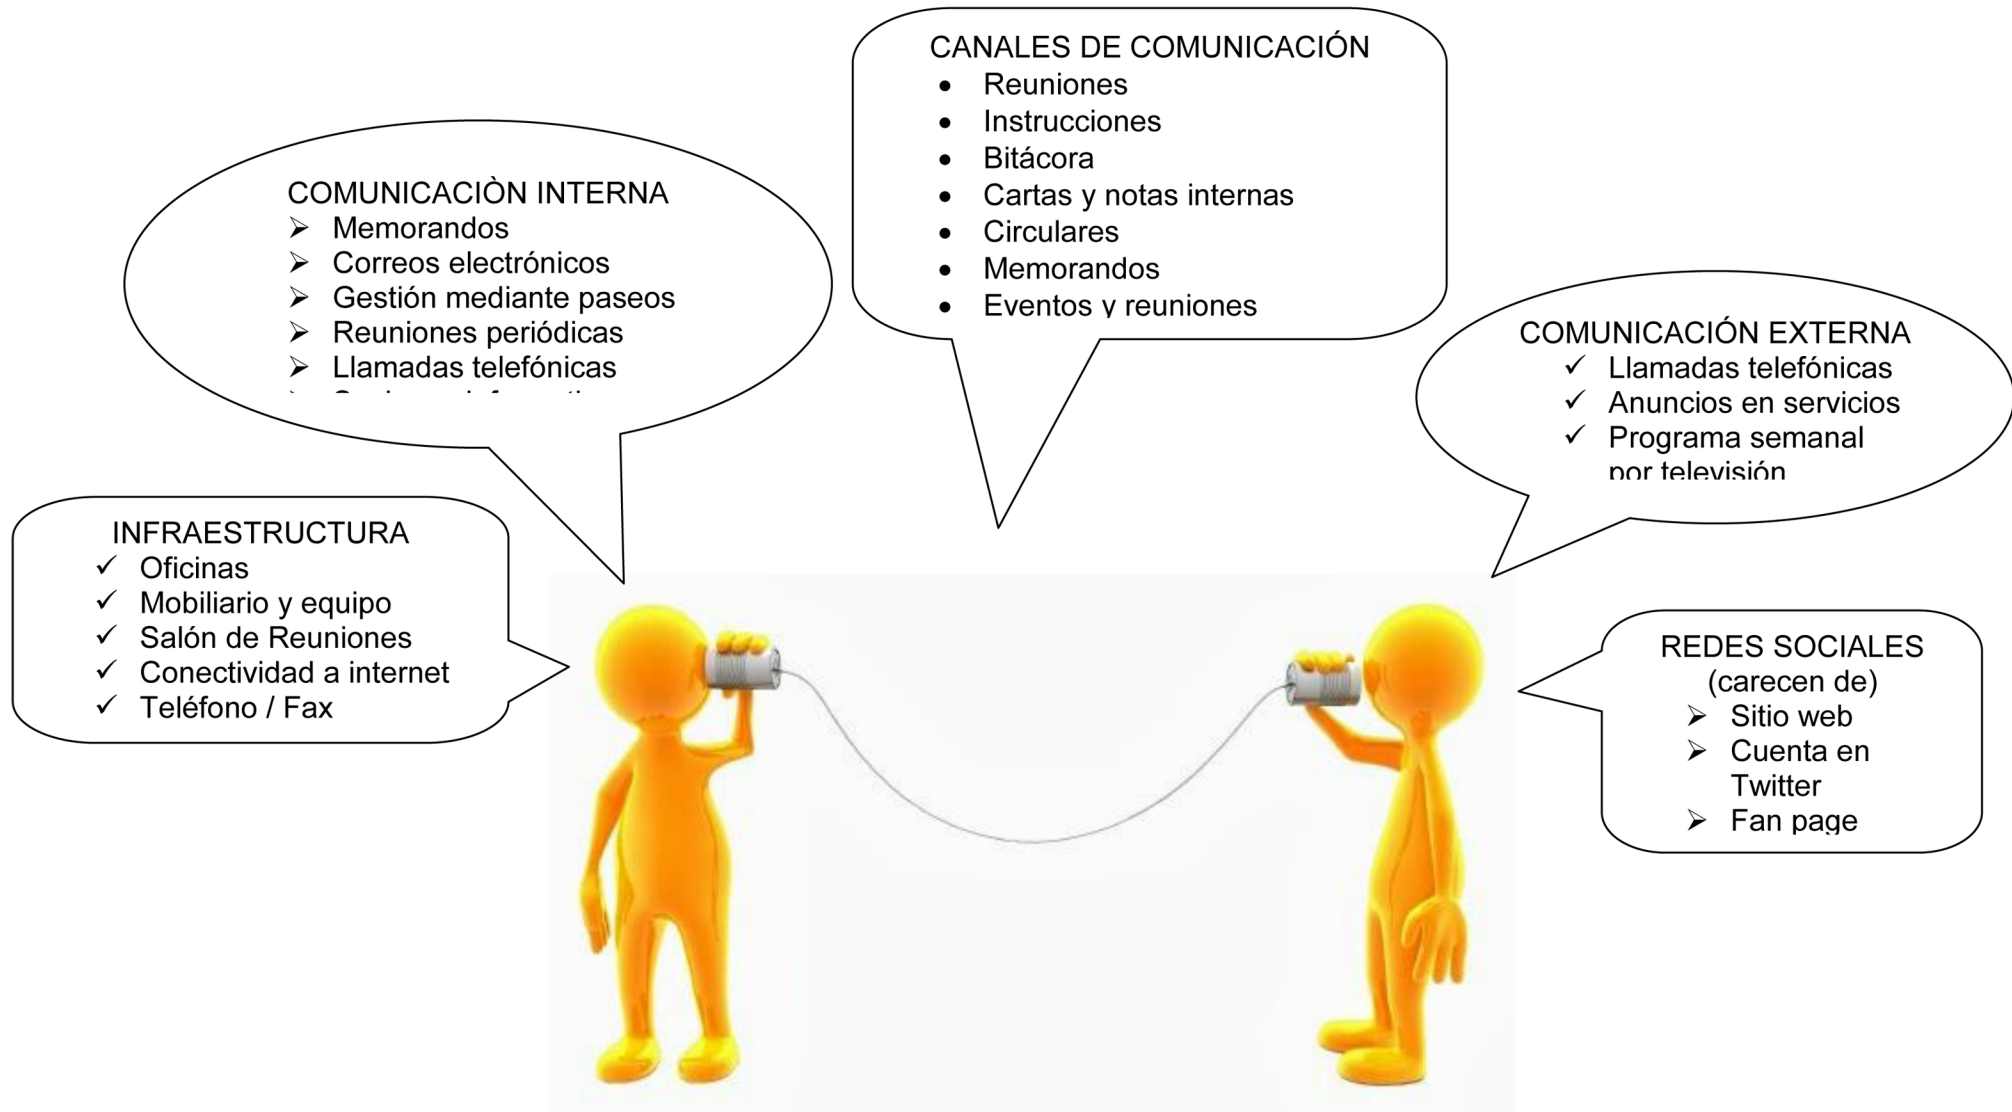 CANALES DE COMUNICACIÓN
• Reuniones
• Instrucciones
• Bitácora
• Cartas y notas internas
• Circulares
• Memorandos
• Eventos y reuniones
COMUNICACIÒN INTERNA
➢ Memorandos
➢ Correos electrónicos
➢ Gestión mediante paseos
➢ Reuniones periódicas
➢ Llamadas telefónicas
COMUNICACIÓN EXTERNA
✓ Llamadas telefónicas
✓ Anuncios en servicios
✓ Programa semanal
por televisión
INFRAESTRUCTURA
✓ Oficinas
✓ Mobiliario y equipo
✓ Salón de Reuniones
✓ Conectividad a internet
✓ Teléfono / Fax
REDES SOCIALES
(carecen de)
➢ Sitio web
➢ Cuenta en
Twitter
➢ Fan page